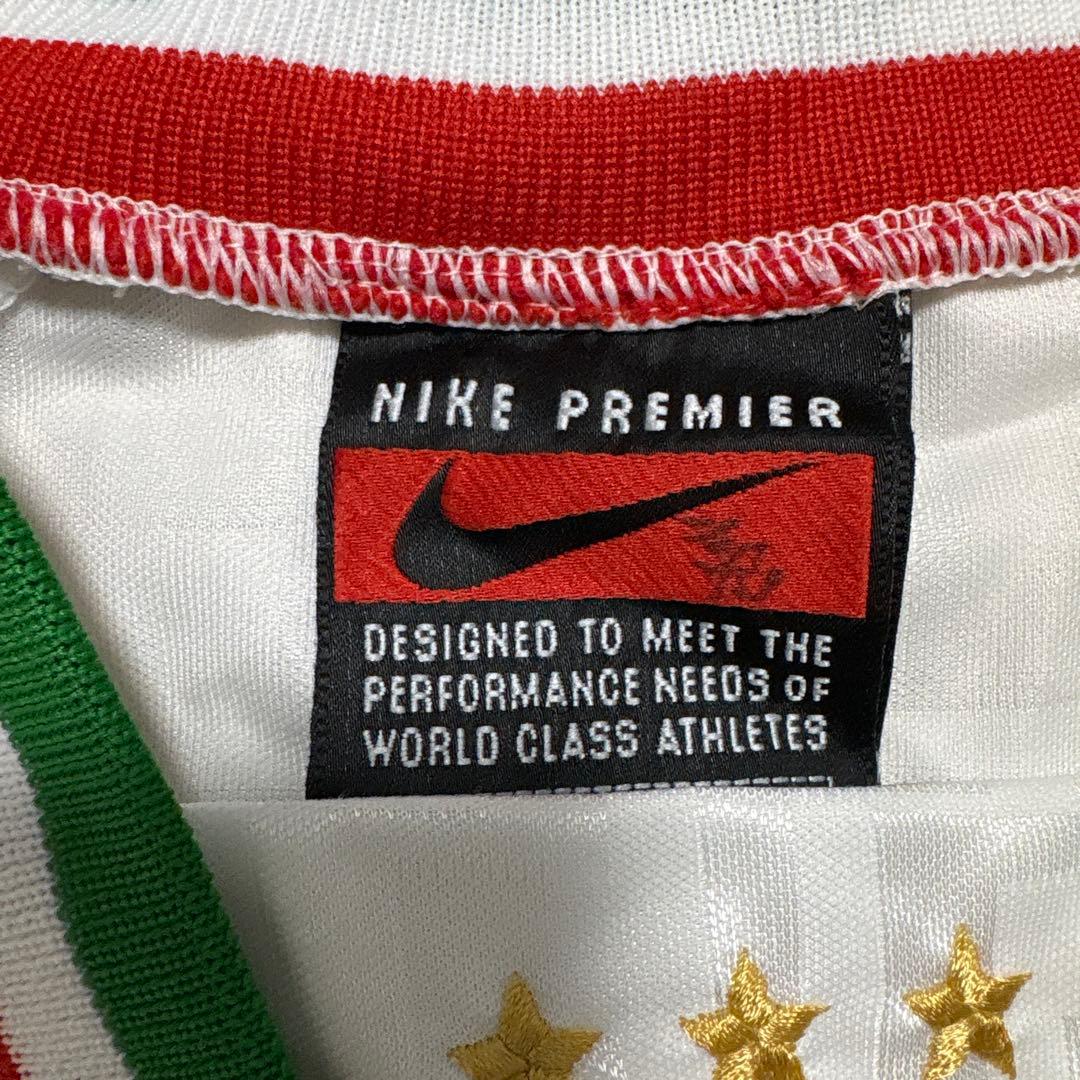 NIKE PREMIER
DESIGNED TO MEET THE
PERFORMANCE NEEDS OF
WORLD CLASS ATHLETES